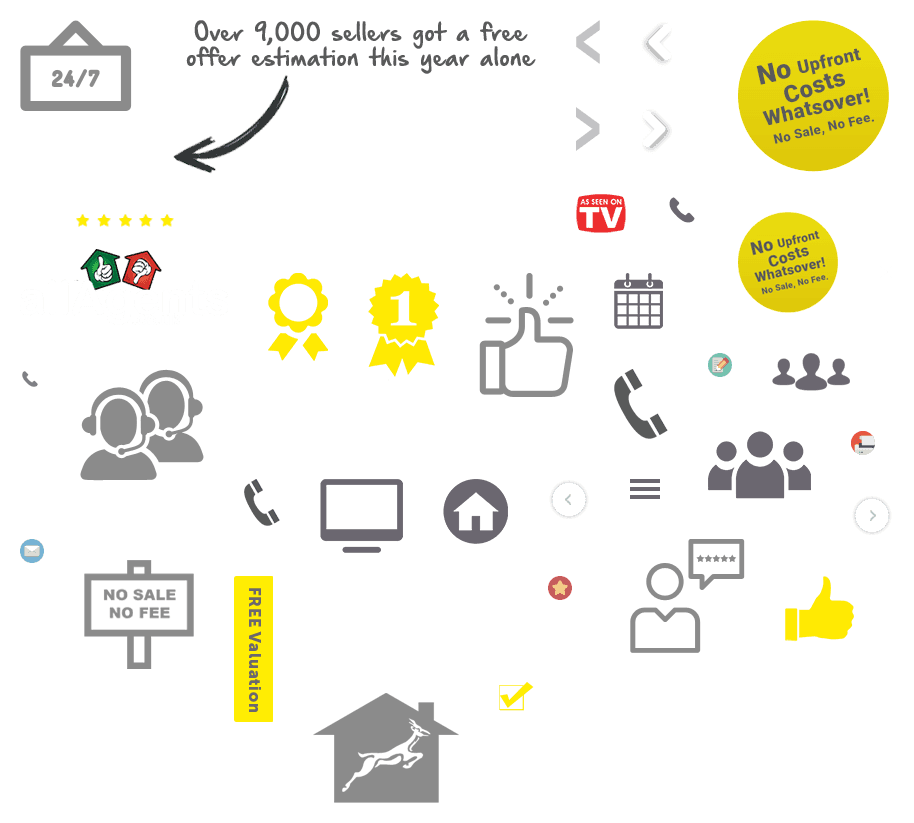 24/7
Over 9,000 sellers got a free
offer estimation this year alone
No Upfront
Costs
Whatsover!
No Sale, No Fee.
AS SEEN ON
TV
No Upfront
Costs
Whatsover!
No Sale, No Fee.
1
NO SALE
NO FEE
FREE Valuation